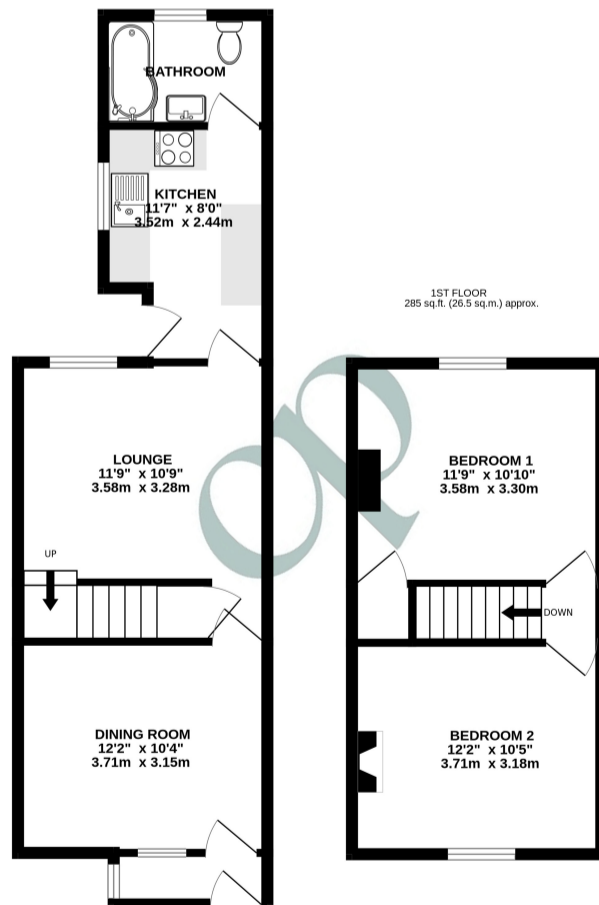 BATHROOM
KITCHEN
11'7" x 8'0"
3.52m x 2.44m
1ST FLOOR
285 sq.ft. (26.5 sq.m.) approx.
LOUNGE
11'9" x 10'9"
3.58m x 3.28m
BEDROOM 1
11'9" x 10'10"
3.58m x 3.30m
UP
DOWN
DINING ROOM
12'2" x 10'4"
3.71m x 3.15m
BEDROOM 2
12'2" x 10'5"
3.71m x 3.18m
op